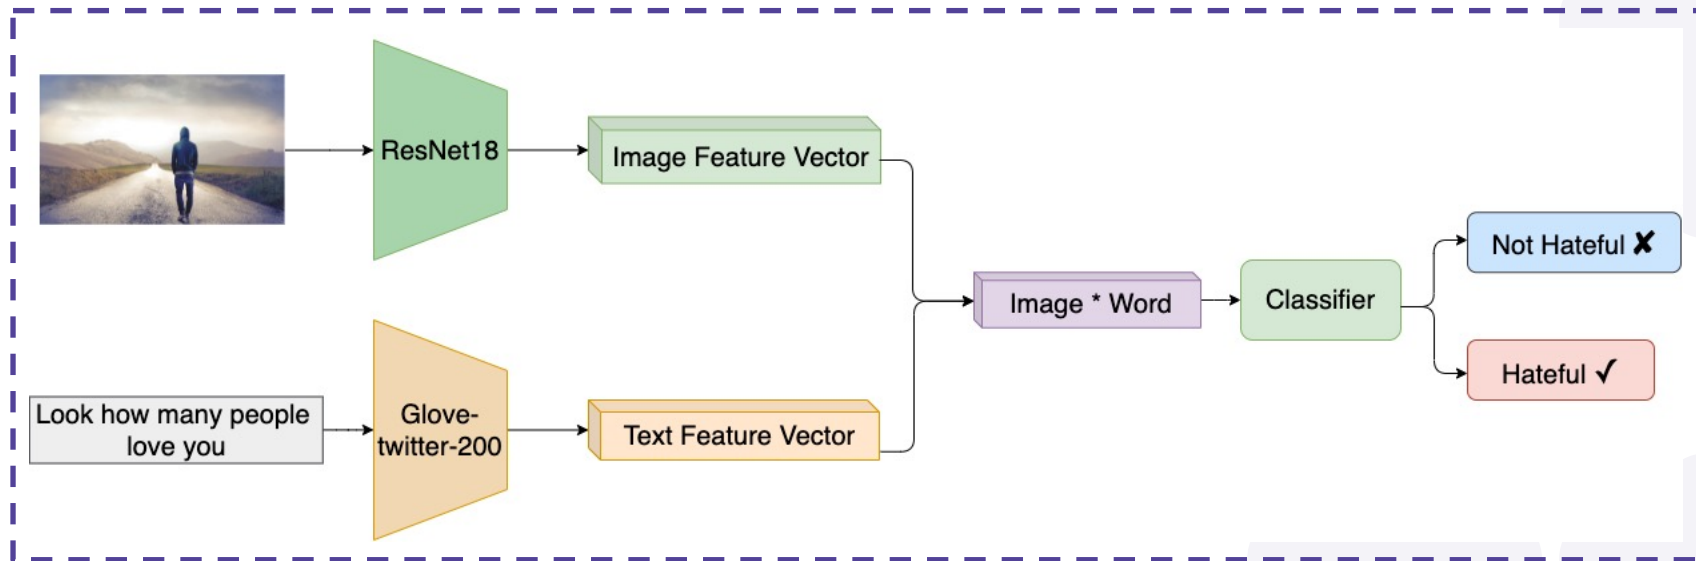 ResNet18
Image Feature Vector
Look how many people
love you
Glove-
twitter-200
Text Feature Vector
Image * Word
Classifier
Not Hateful ✘
Hateful ✓